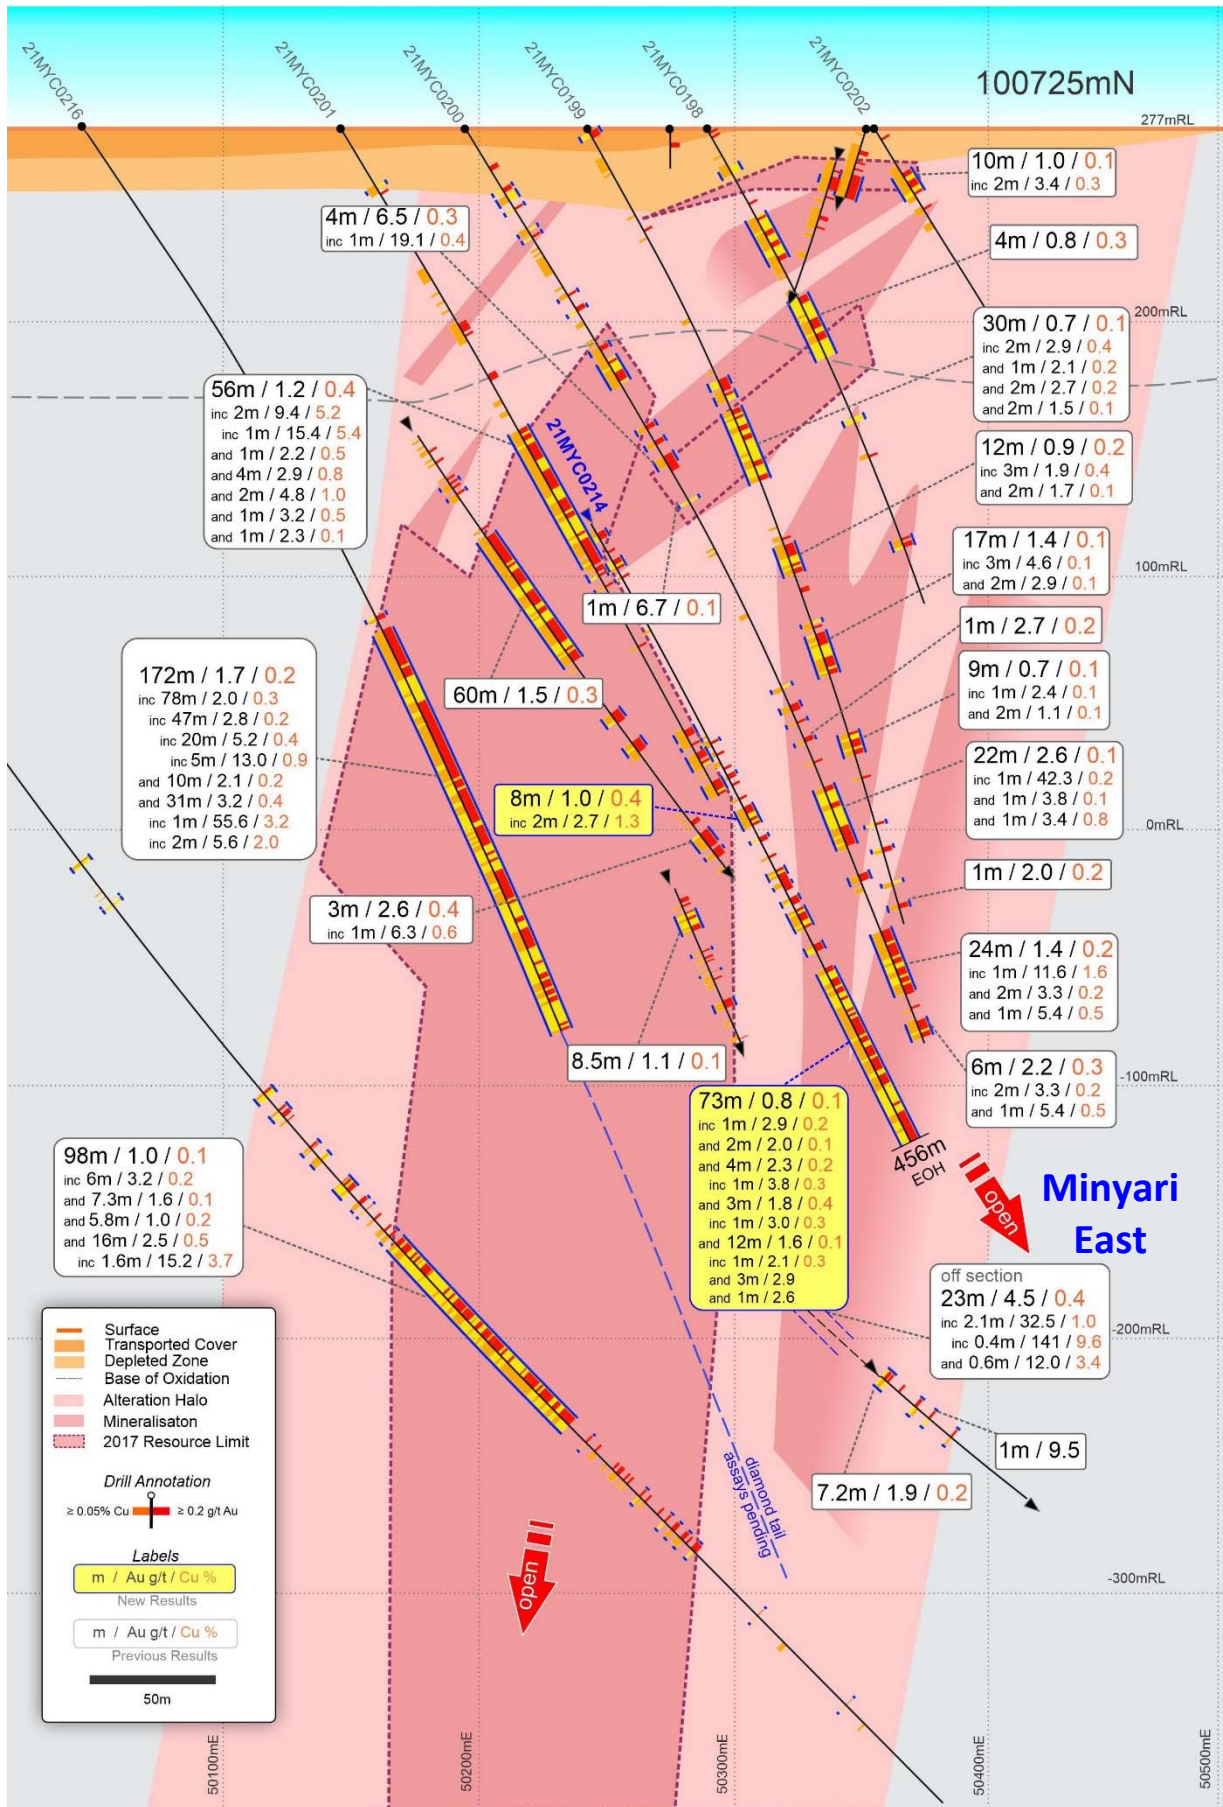 21MYC0216
21MYC0201
21MYC0200
21MYC0199
21MYC0198
21MYC0202
100725mN
277mRL
10m / 1.0 / 0.1
inc 2m / 3.4 / 0.3
4m / 6.5 / 0.3
inc 1m / 19.1 / 0.4
4m / 0.8 / 0.3
200mRL
30m / 0.7 / 0.1
inc 2m / 2.9 / 0.4
and 1m / 2.1 / 0.2
and 2m / 2.7 / 0.2
and 2m / 1.5 / 0.1
56m / 1.2 / 0.4
inc 2m / 9.4 / 5.2
inc 1m / 15.4 / 5.4
and 1m / 2.2 / 0.5
and 4m / 2.9 / 0.8
and 2m / 4.8 / 1.0
and 1m / 3.2 / 0.5
and 1m / 2.3 / 0.1
21MYC0214
12m / 0.9 / 0.2
inc 3m / 1.9 / 0.4
and 2m / 1.7 / 0.1
17m / 1.4 / 0.1
inc 3m / 4.6 / 0.1
and 2m / 2.9 / 0.1
100mRL
1m / 6.7 / 0.1
1m / 2.7 / 0.2
172m / 1.7 / 0.2
inc 78m / 2.0 / 0.3
inc 47m / 2.8 / 0.2
inc 20m / 5.2 / 0.4
inc 5m / 13.0 / 0.9
and 10m / 2.1 / 0.2
and 31m / 3.2 / 0.4
inc 1m / 55.6 / 3.2
inc 2m / 5.6 / 2.0
60m / 1.5 / 0.3
9m / 0.7 / 0.1
inc 1m / 2.4 / 0.1
and 2m / 1.1 / 0.1
22m / 2.6 / 0.1
inc 1m / 42.3 / 0.2
and 1m / 3.8 / 0.1
and 1m / 3.4 / 0.8
8m / 1.0 / 0.4
inc 2m / 2.7 / 1.3
0mRL
1m / 2.0 / 0.2
3m / 2.6 / 0.4
inc 1m / 6.3 / 0.6
24m / 1.4 / 0.2
inc 1m / 11.6 / 1.6
and 2m / 3.3 / 0.2
and 1m / 5.4 / 0.5
8.5m / 1.1 / 0.1
6m / 2.2 / 0.3
inc 2m / 3.3 / 0.2
and 1m / 5.4 / 0.5
-100mRL
73m / 0.8 / 0.1
inc 1m / 2.9 / 0.2
and 2m / 2.0 / 0.1
and 4m / 2.3 / 0.2
inc 1m / 3.8 / 0.3
and 3m / 1.8 / 0.4
inc 1m / 3.0 / 0.3
and 12m / 1.6 / 0.1
inc 1m / 2.1 / 0.3
and 3m / 2.9
and 1m / 2.6
456m
EOH
open
Minyari
East
98m / 1.0 / 0.1
inc 6m / 3.2 / 0.2
and 7.3m / 1.6 / 0.1
and 5.8m / 1.0 / 0.2
and 16m / 2.5 / 0.5
inc 1.6m / 15.2 / 3.7
off section
23m / 4.5 / 0.4
inc 2.1m / 32.5 / 1.0
inc 0.4m / 141 / 9.6
and 0.6m / 12.0 / 3.4
-200mRL
1m / 9.5
7.2m / 1.9 / 0.2
diamond tail
assays pending
open
-300mRL
Surface
Transported Cover
Depleted Zone
Base of Oxidation
Alteration Halo
Mineralisaton
2017 Resource Limit
Drill Annotation
≥ 0.05% Cu
≥ 0.2 g/t Au
Labels
m / Au g/t / Cu %
New Results
m / Au g/t / Cu %
Previous Results
50m
50100mE
50200mE
50300mE
50400mE
50500mE